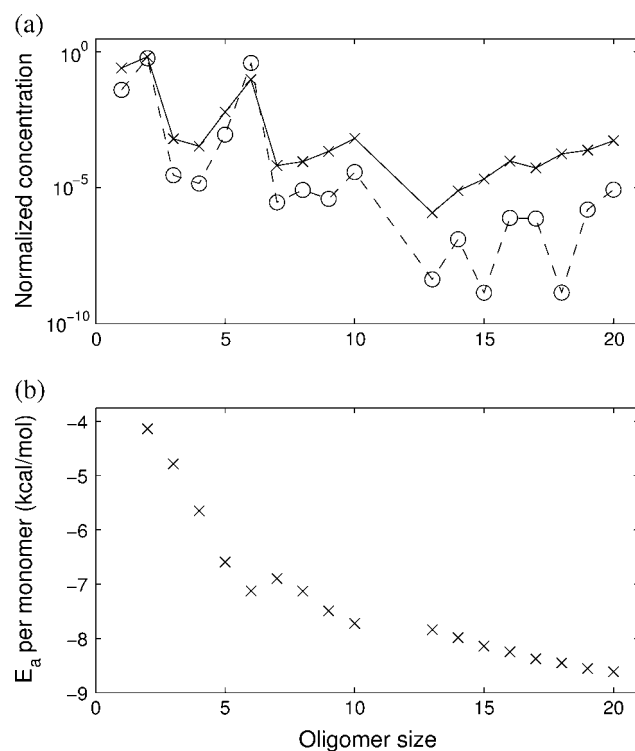 (a)
Normalized concentration
10^0
10^-5
10^-10
0 5 10 15 20
(b)
E_a per monomer (kcal/mol)
-4
-5
-6
-7
-8
-9
0 5 10 15 20
Oligomer size